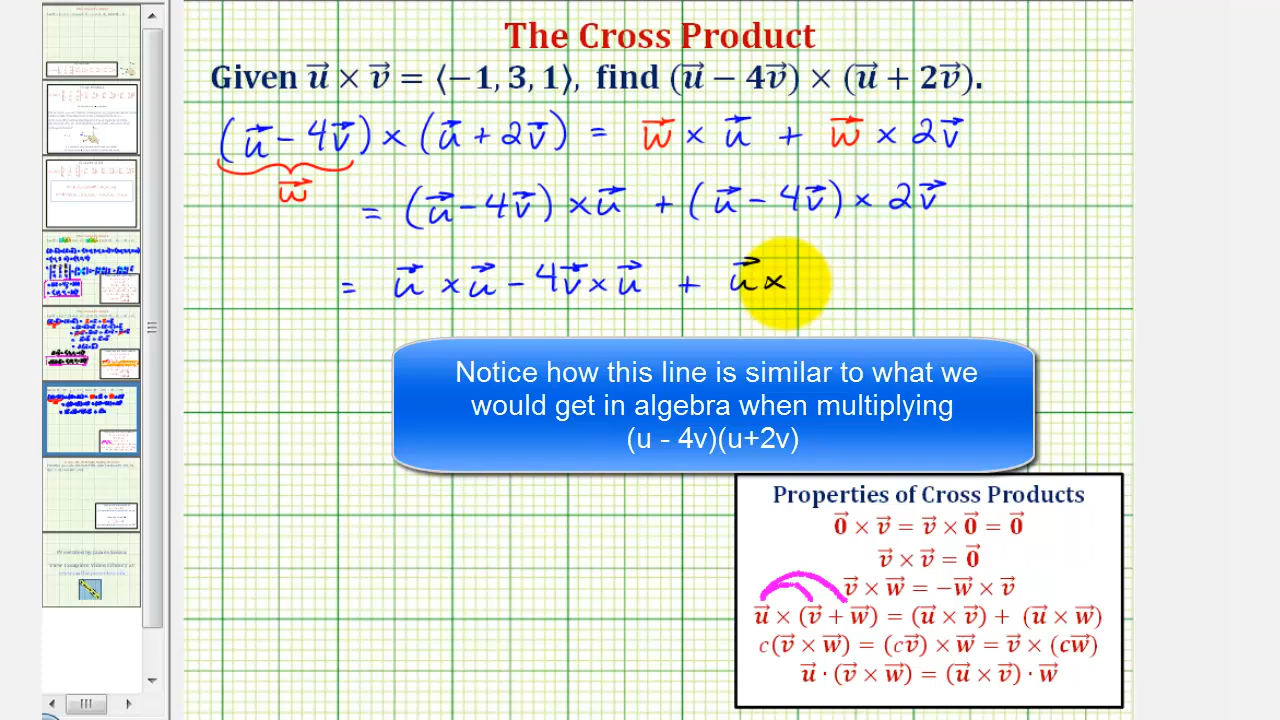 The Cross Product
Given u⃗ × v⃗ = ⟨−1, 3, 1⟩, find (u⃗ − 4v⃗) × (u⃗ + 2v⃗).
(u⃗ − 4v⃗) × (u⃗ + 2v⃗) = w⃗ × u⃗ + w⃗ × 2v⃗
w⃗
= (u⃗ − 4v⃗) × u⃗ + (u⃗ − 4v⃗) × 2v⃗
= u⃗ × u⃗ − 4v⃗ × u⃗ + u⃗ ×
Notice how this line is similar to what we
would get in algebra when multiplying
(u - 4v)(u+2v)
Properties of Cross Products
0⃗ × v⃗ = v⃗ × 0⃗ = 0⃗
v⃗ × v⃗ = 0⃗
v⃗ × w⃗ = −w⃗ × v⃗
u⃗ × (v⃗ + w⃗) = (u⃗ × v⃗) + (u⃗ × w⃗)
c(v⃗ × w⃗) = (cv⃗) × w⃗ = v⃗ × (cw⃗)
u⃗ · (v⃗ × w⃗) = (u⃗ × v⃗) · w⃗